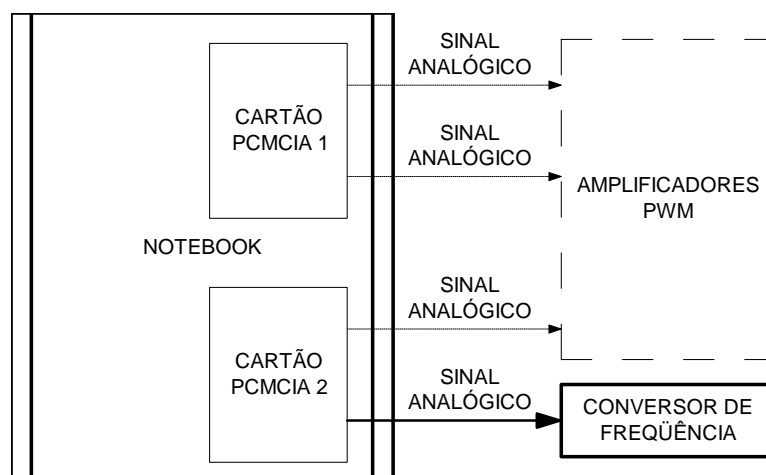 SINAL
ANALÓGICO
CARTÃO
PCMCIA 1
SINAL
ANALÓGICO
AMPLIFICADORES
PWM
NOTEBOOK
SINAL
ANALÓGICO
CARTÃO
PCMCIA 2
SINAL
ANALÓGICO
CONVERSOR DE
FREQÜÊNCIA